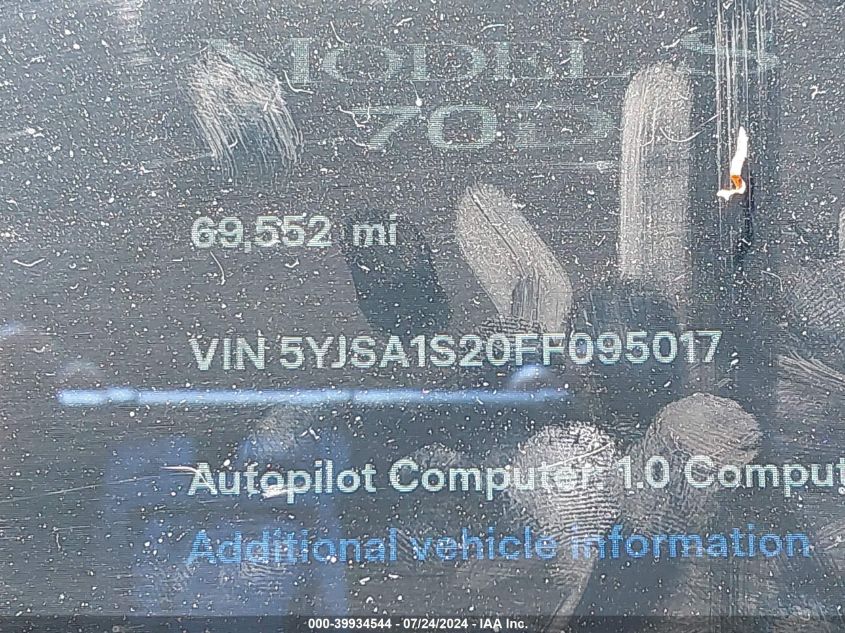 MODEL S
70D
69,552 mi
VIN 5YJSA1S20FF095017
Autopilot Computer: 1.0 Comput
Additional vehicle information
000-39934544 / 07/24/2024 - IAA Inc.